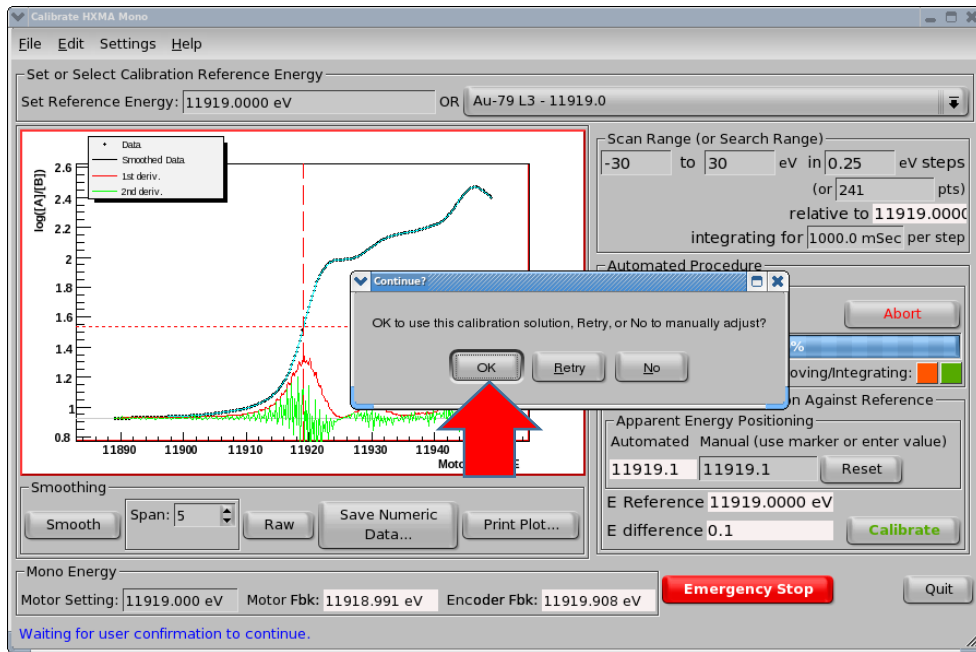 Calibrate HXMA Mono
File Edit Settings Help
Set or Select Calibration Reference Energy
Set Reference Energy: 11919.0000 eV OR Au-79 L3 - 11919.0
Data
Smoothed Data
1st deriv.
2nd deriv.
log([A]/[B])
2.6
2.4
2.2
2
1.8
1.6
1.4
1.2
1
0.8
11890 11900 11910 11920 11930 11940
Motor E
Scan Range (or Search Range)
-30 to 30 eV in 0.25 eV steps
(or 241 pts)
relative to 11919.000
integrating for 1000.0 mSec per step
Automated Procedure
Abort
%
oving/Integrating:
Continue?
OK to use this calibration solution, Retry, or No to manually adjust?
OK Retry No
n Against Reference
Apparent Energy Positioning
Automated Manual (use marker or enter value)
11919.1 11919.1 Reset
E Reference 11919.0000 eV
E difference 0.1 Calibrate
Smoothing
Smooth Span: 5 Raw Save Numeric Print Plot...
Data...
Mono Energy
Motor Setting: 11919.000 eV Motor Fbk: 11918.991 eV Encoder Fbk: 11919.908 eV
Emergency Stop Quit
Waiting for user confirmation to continue.